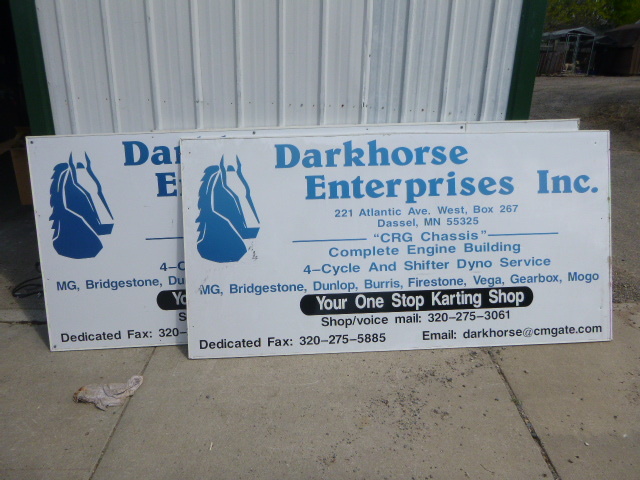 Darkhorse
Enterprises Inc.
221 Atlantic Ave. West, Box 267
Dassel, MN 55325
"CRG Chassis"
Complete Engine Building
4-Cycle And Shifter Dyno Service
MG, Bridgestone, Dunlop, Burris, Firestone, Vega, Gearbox, Mogo
Your One Stop Karting Shop
Shop/voice mail: 320-275-3061
Dedicated Fax: 320-275-5885 Email: darkhorse@cmgate.com
Da
E
4-C
MG, Bridgestone, Du
Yo
Dedicated Fax: 320-